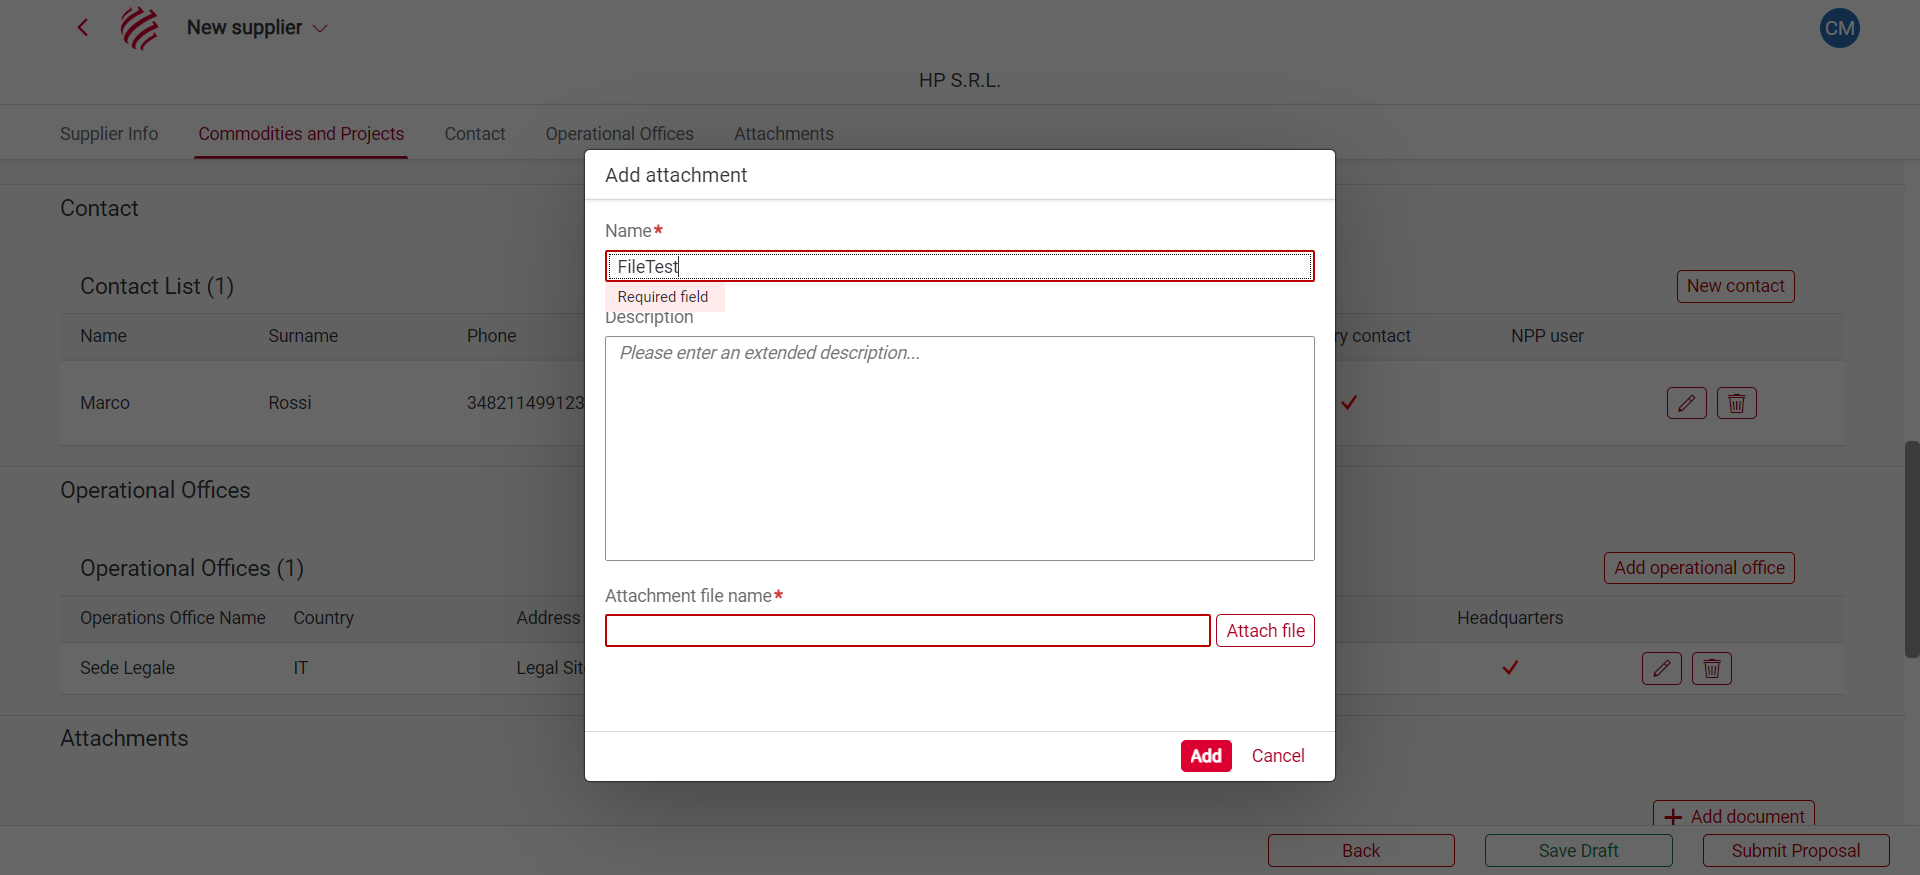 New supplier
CM
HP S.R.L.
Supplier Info Commodities and Projects Contact Operational Offices Attachments
Contact
Contact List (1)
New contact
Name Surname Phone ry contact NPP user
Marco Rossi 348211499123
Operational Offices
Operational Offices (1)
Add operational office
Operations Office Name Country Address Headquarters
Sede Legale IT Legal Sit
Attachments
Add document
Back Save Draft Submit Proposal
Add attachment
Name*
FileTest
Required field
Description
Please enter an extended description...
Attachment file name*
Attach file
Add Cancel